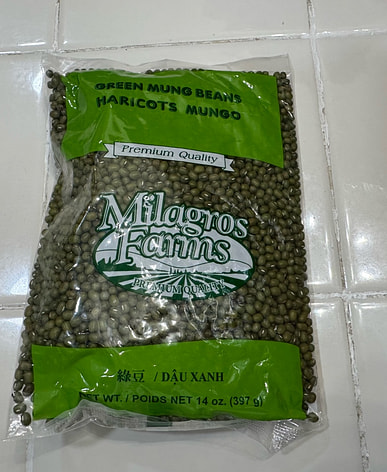 GREEN MUNG BEANS
HARICOTS MUNGO
Premium Quality
Milagros
Farms
PREMIUM QUALITY
綠豆 / DẬU XANH
NET WT. / POIDS NET 14 oz. (397 g)